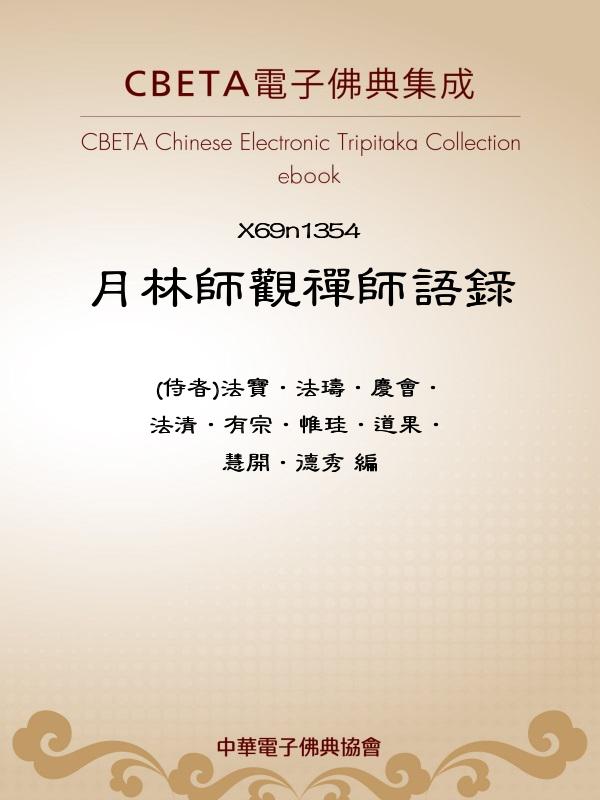 CBETA電子佛典集成
CBETA Chinese Electronic Tripitaka Collection
ebook
X69n1354
月林師觀禪師語錄
(侍者)法寶．法璹．慶會．
法清．有宗．惟珪．道果．
慧開．德秀 編
中華電子佛典協會